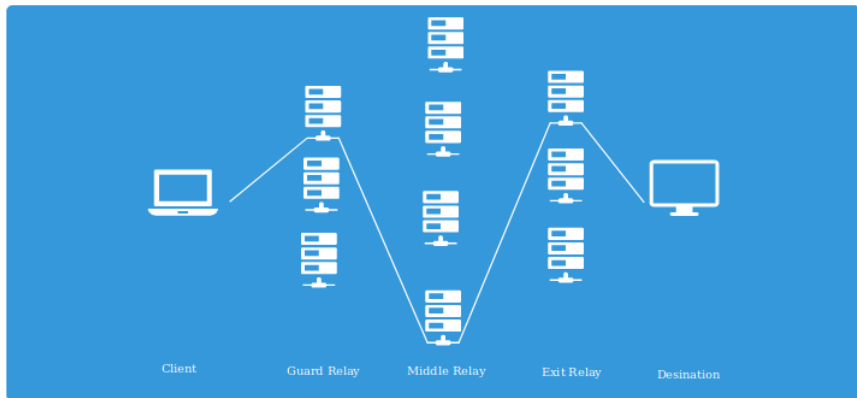 Client
Guard Relay
Middle Relay
Exit Relay
Desination